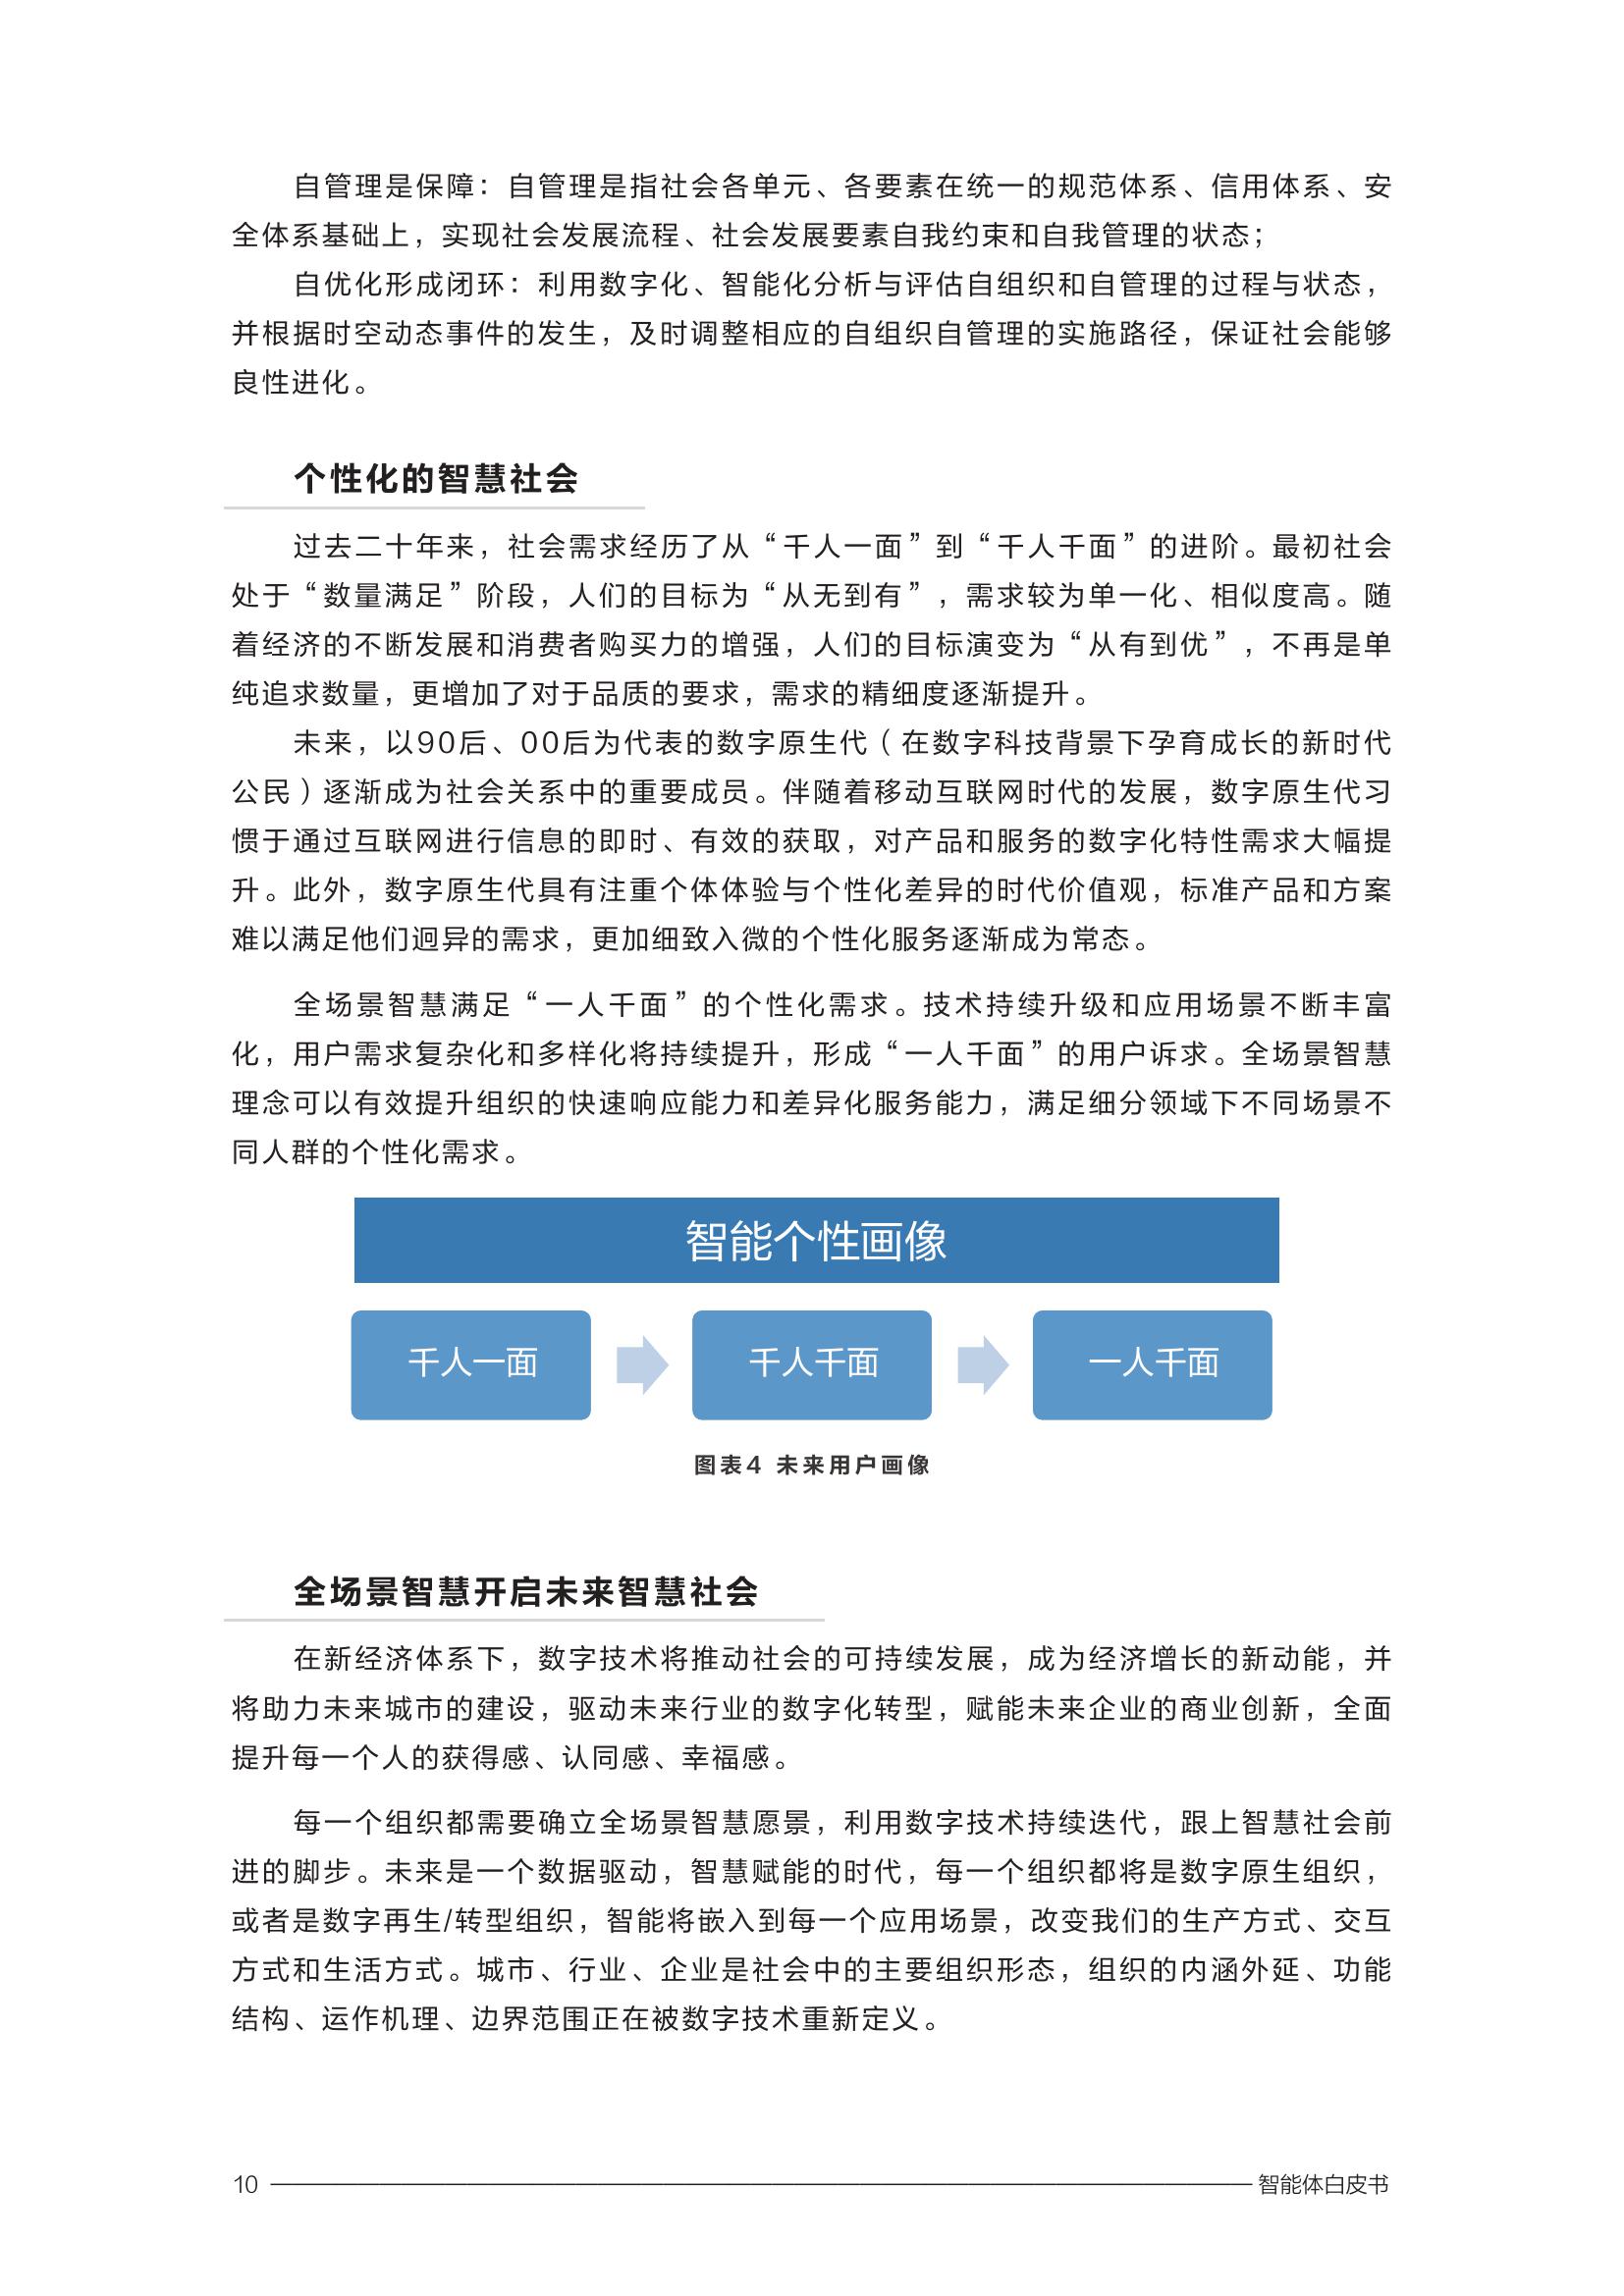 自管理是保障：自管理是指社会各单元、各要素在统一的规范体系、信用体系、安
全体系基础上，实现社会发展流程、社会发展要素自我约束和自我管理的状态；
自优化形成闭环：利用数字化、智能化分析与评估自组织和自管理的过程与状态，
并根据时空动态事件的发生，及时调整相应的自组织自管理的实施路径，保证社会能够
良性进化。
个性化的智慧社会
过去二十年来，社会需求经历了从“千人一面”到“千人千面”的进阶。最初社会
处于“数量满足”阶段，人们的目标为“从无到有”，需求较为单一化、相似度高。随
着经济的不断发展和消费者购买力的增强，人们的目标演变为“从有到优”，不再是单
纯追求数量，更增加了对于品质的要求，需求的精细度逐渐提升。
未来，以90后、00后为代表的数字原生代（在数字科技背景下孕育成长的新时代
公民）逐渐成为社会关系中的重要成员。伴随着移动互联网时代的发展，数字原生代习
惯于通过互联网进行信息的即时、有效的获取，对产品和服务的数字化特性需求大幅提
升。此外，数字原生代具有注重个体体验与个性化差异的时代价值观，标准产品和方案
难以满足他们迥异的需求，更加细致入微的个性化服务逐渐成为常态。
全场景智慧满足“一人千面”的个性化需求。技术持续升级和应用场景不断丰富
化，用户需求复杂化和多样化将持续提升，形成“一人千面”的用户诉求。全场景智慧
理念可以有效提升组织的快速响应能力和差异化服务能力，满足细分领域下不同场景不
同人群的个性化需求。
智能个性画像
千人一面
千人千面
一人千面
图表4 未来用户画像
全场景智慧开启未来智慧社会
在新经济体系下，数字技术将推动社会的可持续发展，成为经济增长的新动能，并
将助力未来城市的建设，驱动未来行业的数字化转型，赋能未来企业的商业创新，全面
提升每一个人的获得感、认同感、幸福感。
每一个组织都需要确立全场景智慧愿景，利用数字技术持续迭代，跟上智慧社会前
进的脚步。未来是一个数据驱动，智慧赋能的时代，每一个组织都将是数字原生组织，
或者是数字再生/转型组织，智能将嵌入到每一个应用场景，改变我们的生产方式、交互
方式和生活方式。城市、行业、企业是社会中的主要组织形态，组织的内涵外延、功能
结构、运作机理、边界范围正在被数字技术重新定义。
10
智能体白皮书